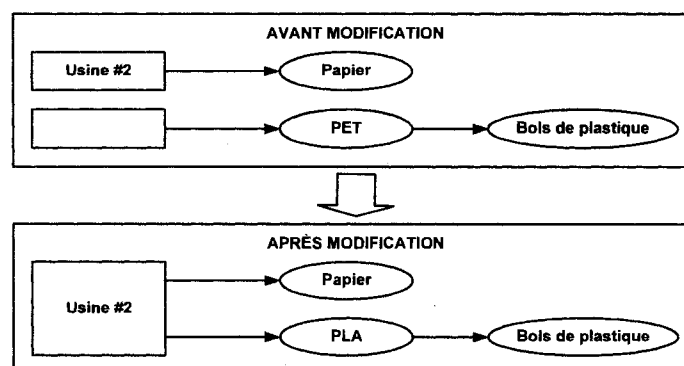 AVANT MODIFICATION
Usine #2
Papier
PET
Bols de plastique
APRÈS MODIFICATION
Usine #2
Papier
PLA
Bols de plastique